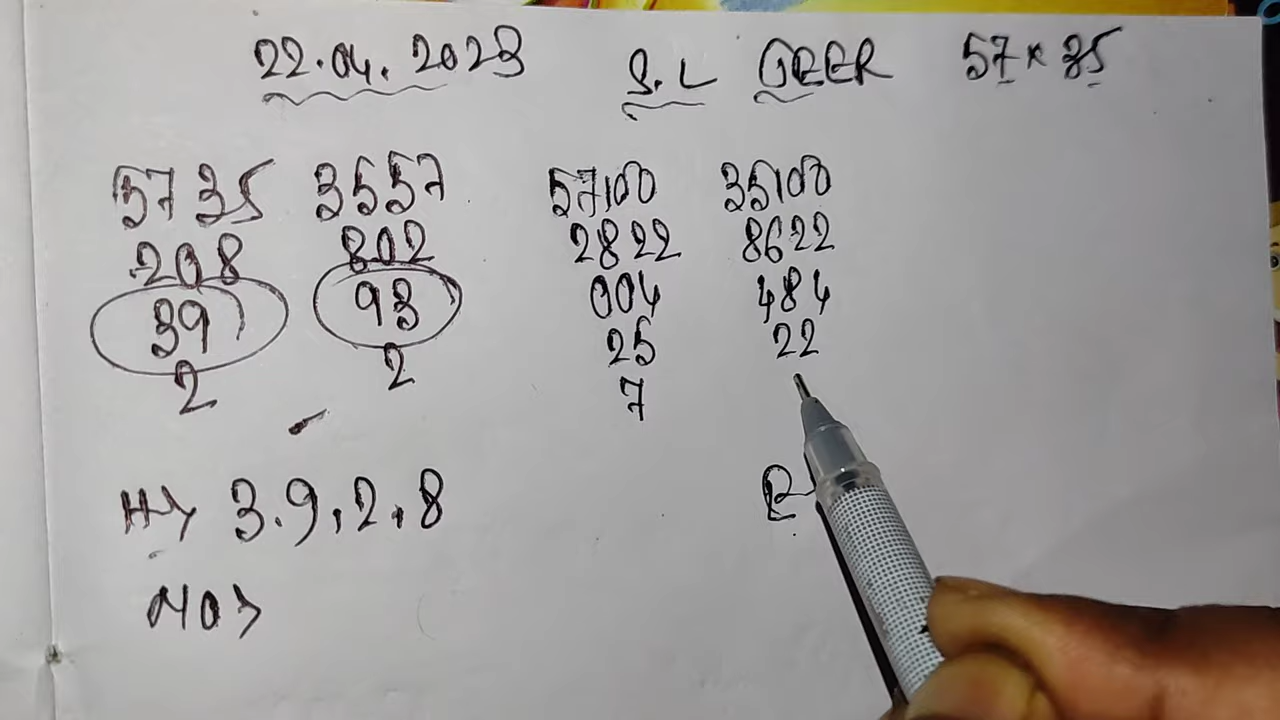 22.04.2023 S.L TEER 57 × 35
5735 3557 57100 35100
208 802 2822 8622
39 93 004 484
2 2 25 22
7
H> 3.9,2,8